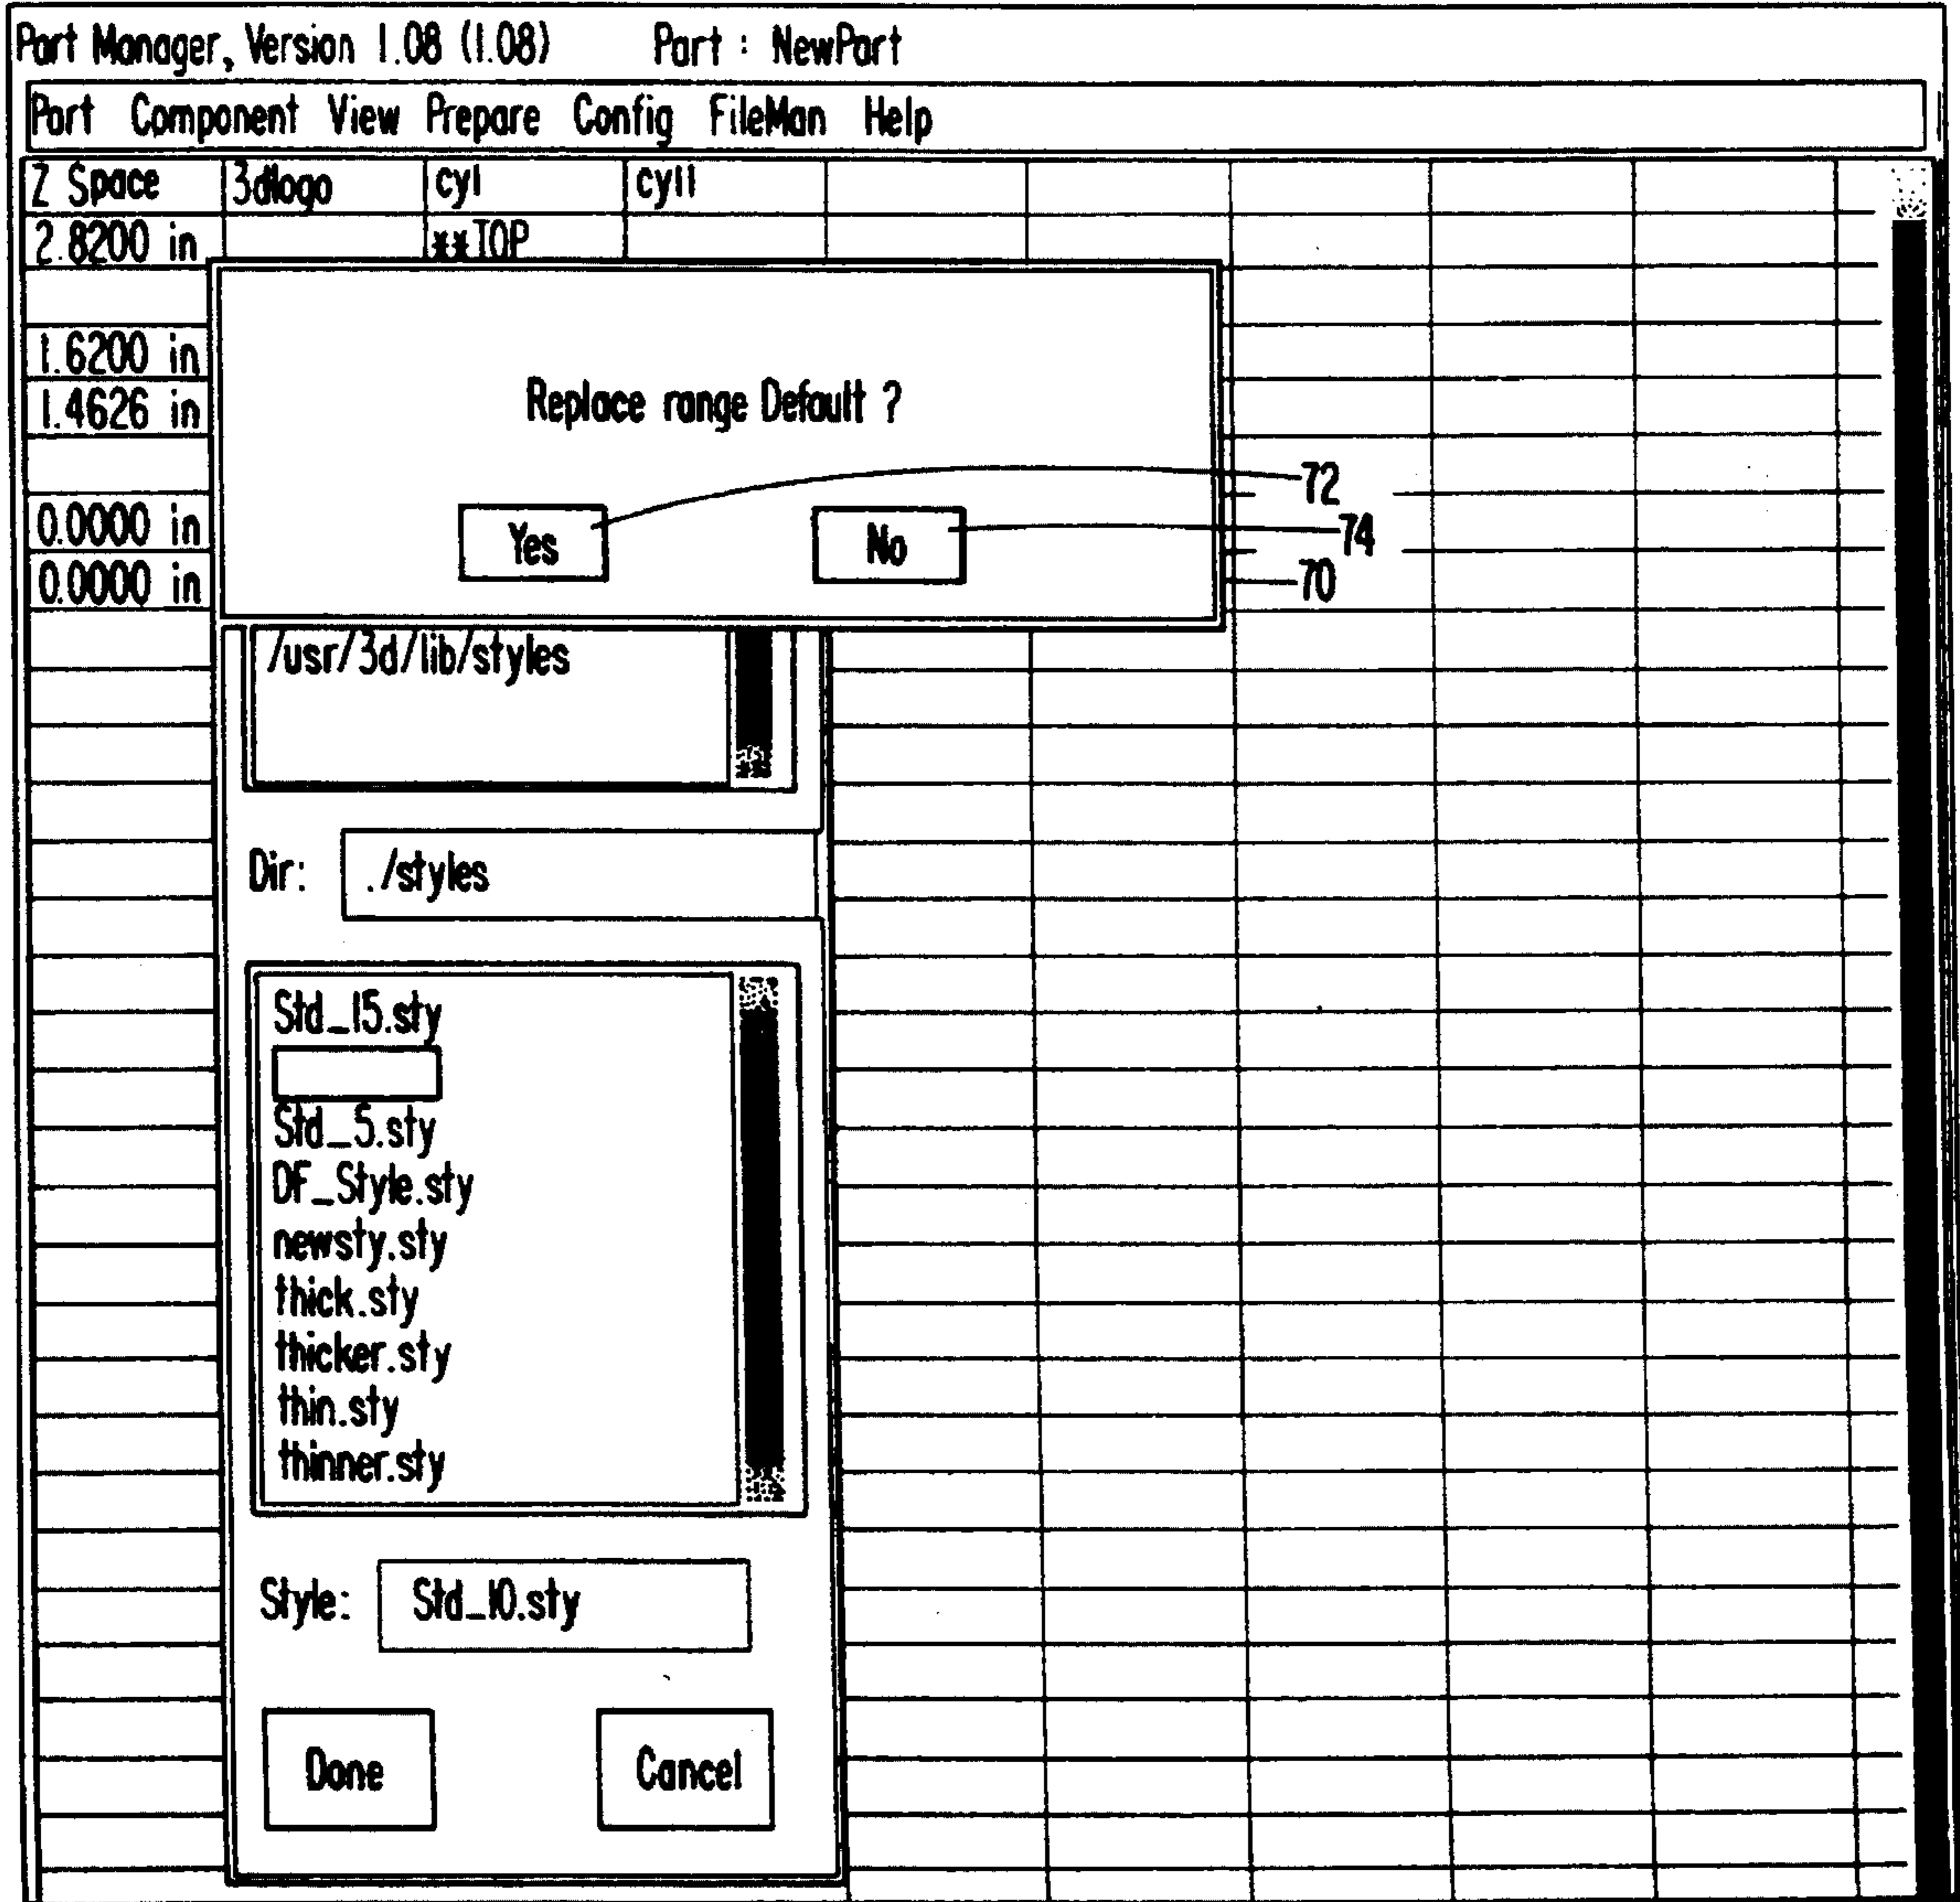 Part Manager, Version 1.08 (1.08) Part : NewPart
Part Component View Prepare Config FileMan Help
Z Space 3dlogo cyl cyl1
2.8200 in **TOP
1.6200 in
1.4626 in
Replace range Default ?
72
0.0000 in Yes No 74
0.0000 in 70
/usr/3d/lib/styles
Dir: ./styles
Std_15.sty
Std_5.sty
DF_Style.sty
newsty.sty
thick.sty
thicker.sty
thin.sty
thinner.sty
Style: Std_10.sty
Done Cancel